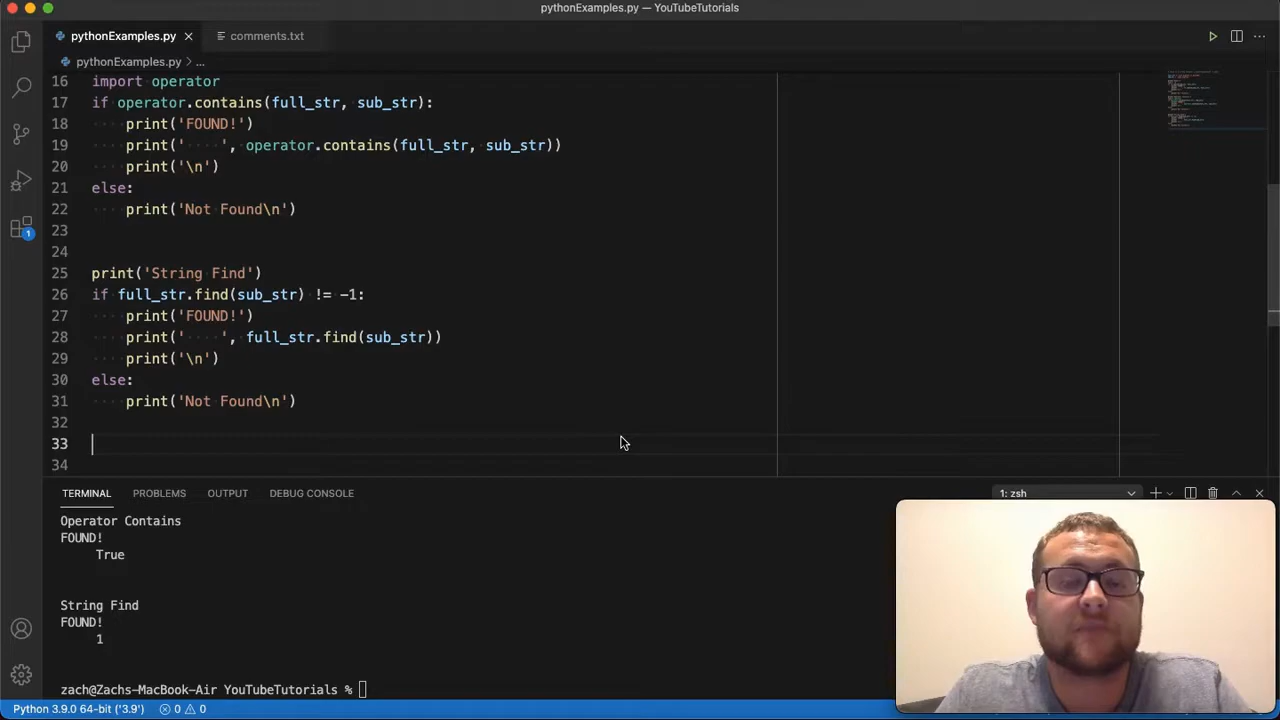 pythonExamples.py — YouTubeTutorials
pythonExamples.py
comments.txt
pythonExamples.py > ...
16 import operator
17 if operator.contains(full_str, sub_str):
18 print('FOUND!')
19 print('    ', operator.contains(full_str, sub_str))
20 print('\n')
21 else:
22 print('Not Found\n')
23
24
25 print('String Find')
26 if full_str.find(sub_str) != -1:
27 print('FOUND!')
28 print('    ', full_str.find(sub_str))
29 print('\n')
30 else:
31 print('Not Found\n')
32
33
34
1
TERMINAL PROBLEMS OUTPUT DEBUG CONSOLE
1: zsh
Operator Contains
FOUND!
True
String Find
FOUND!
1
zach@Zachs-MacBook-Air YouTubeTutorials %
Python 3.9.0 64-bit ('3.9') 0 0